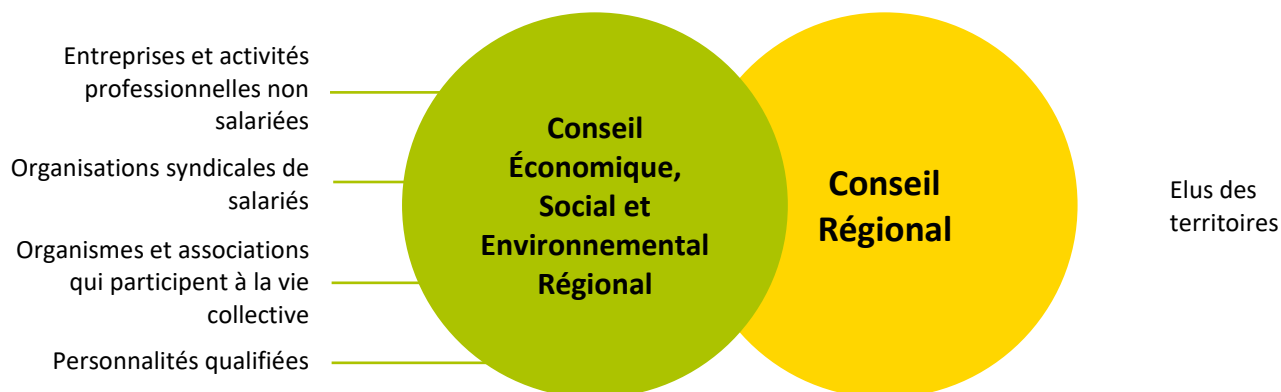 Entreprises et activités
professionnelles non
salariées
Organisations syndicales de
salariés
Organismes et associations
qui participent à la vie
collective
Personnalités qualifiées
Conseil
Économique,
Social et
Environnemental
Régional
Conseil
Régional
Elus des
territoires